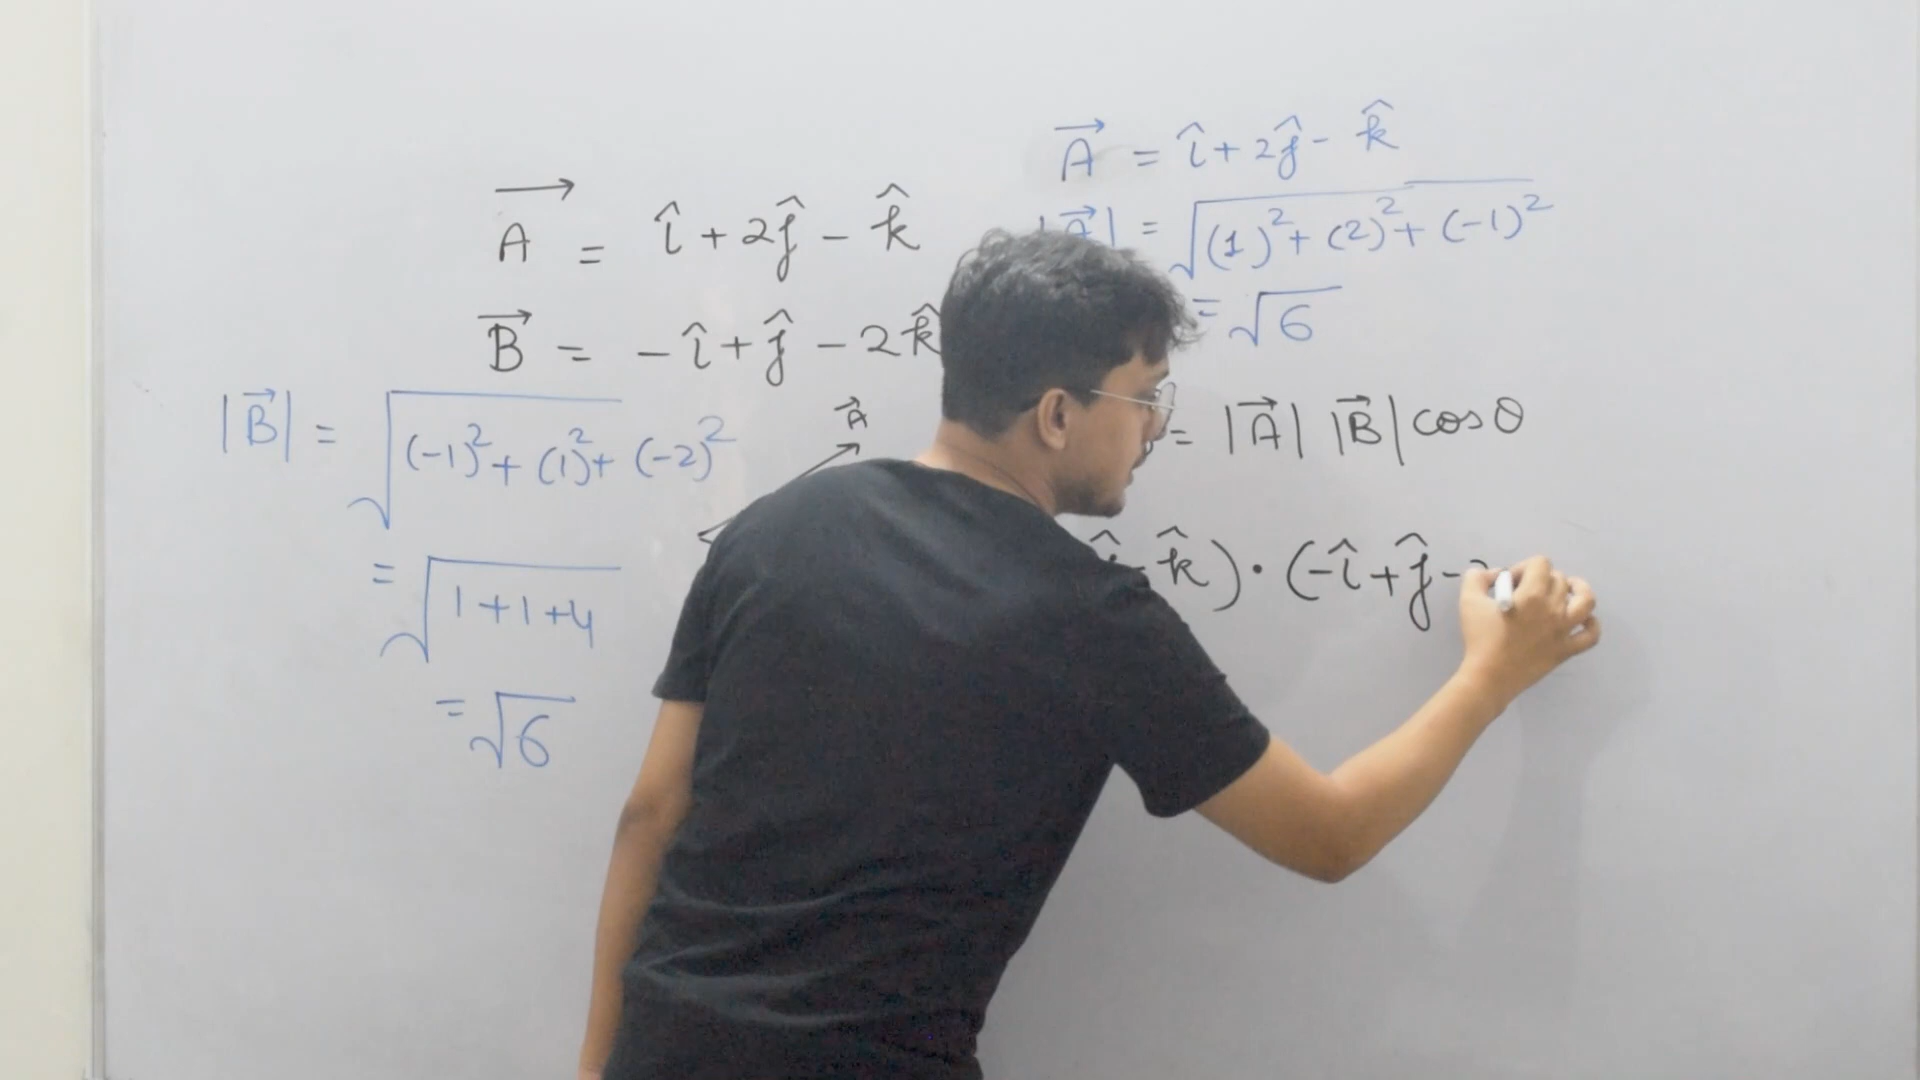 A⃗ = î + 2ĵ - k̂
B⃗ = -î + ĵ - 2k̂
|B⃗| = √((-1)² + (1)² + (-2)²)
= √(1+1+4)
= √6
A⃗
A⃗ = î + 2ĵ - k̂
|A⃗| = √((1)² + (2)² + (-1)²)
= √6
= |A⃗| |B⃗| cos θ
- k̂) · (-î + ĵ -